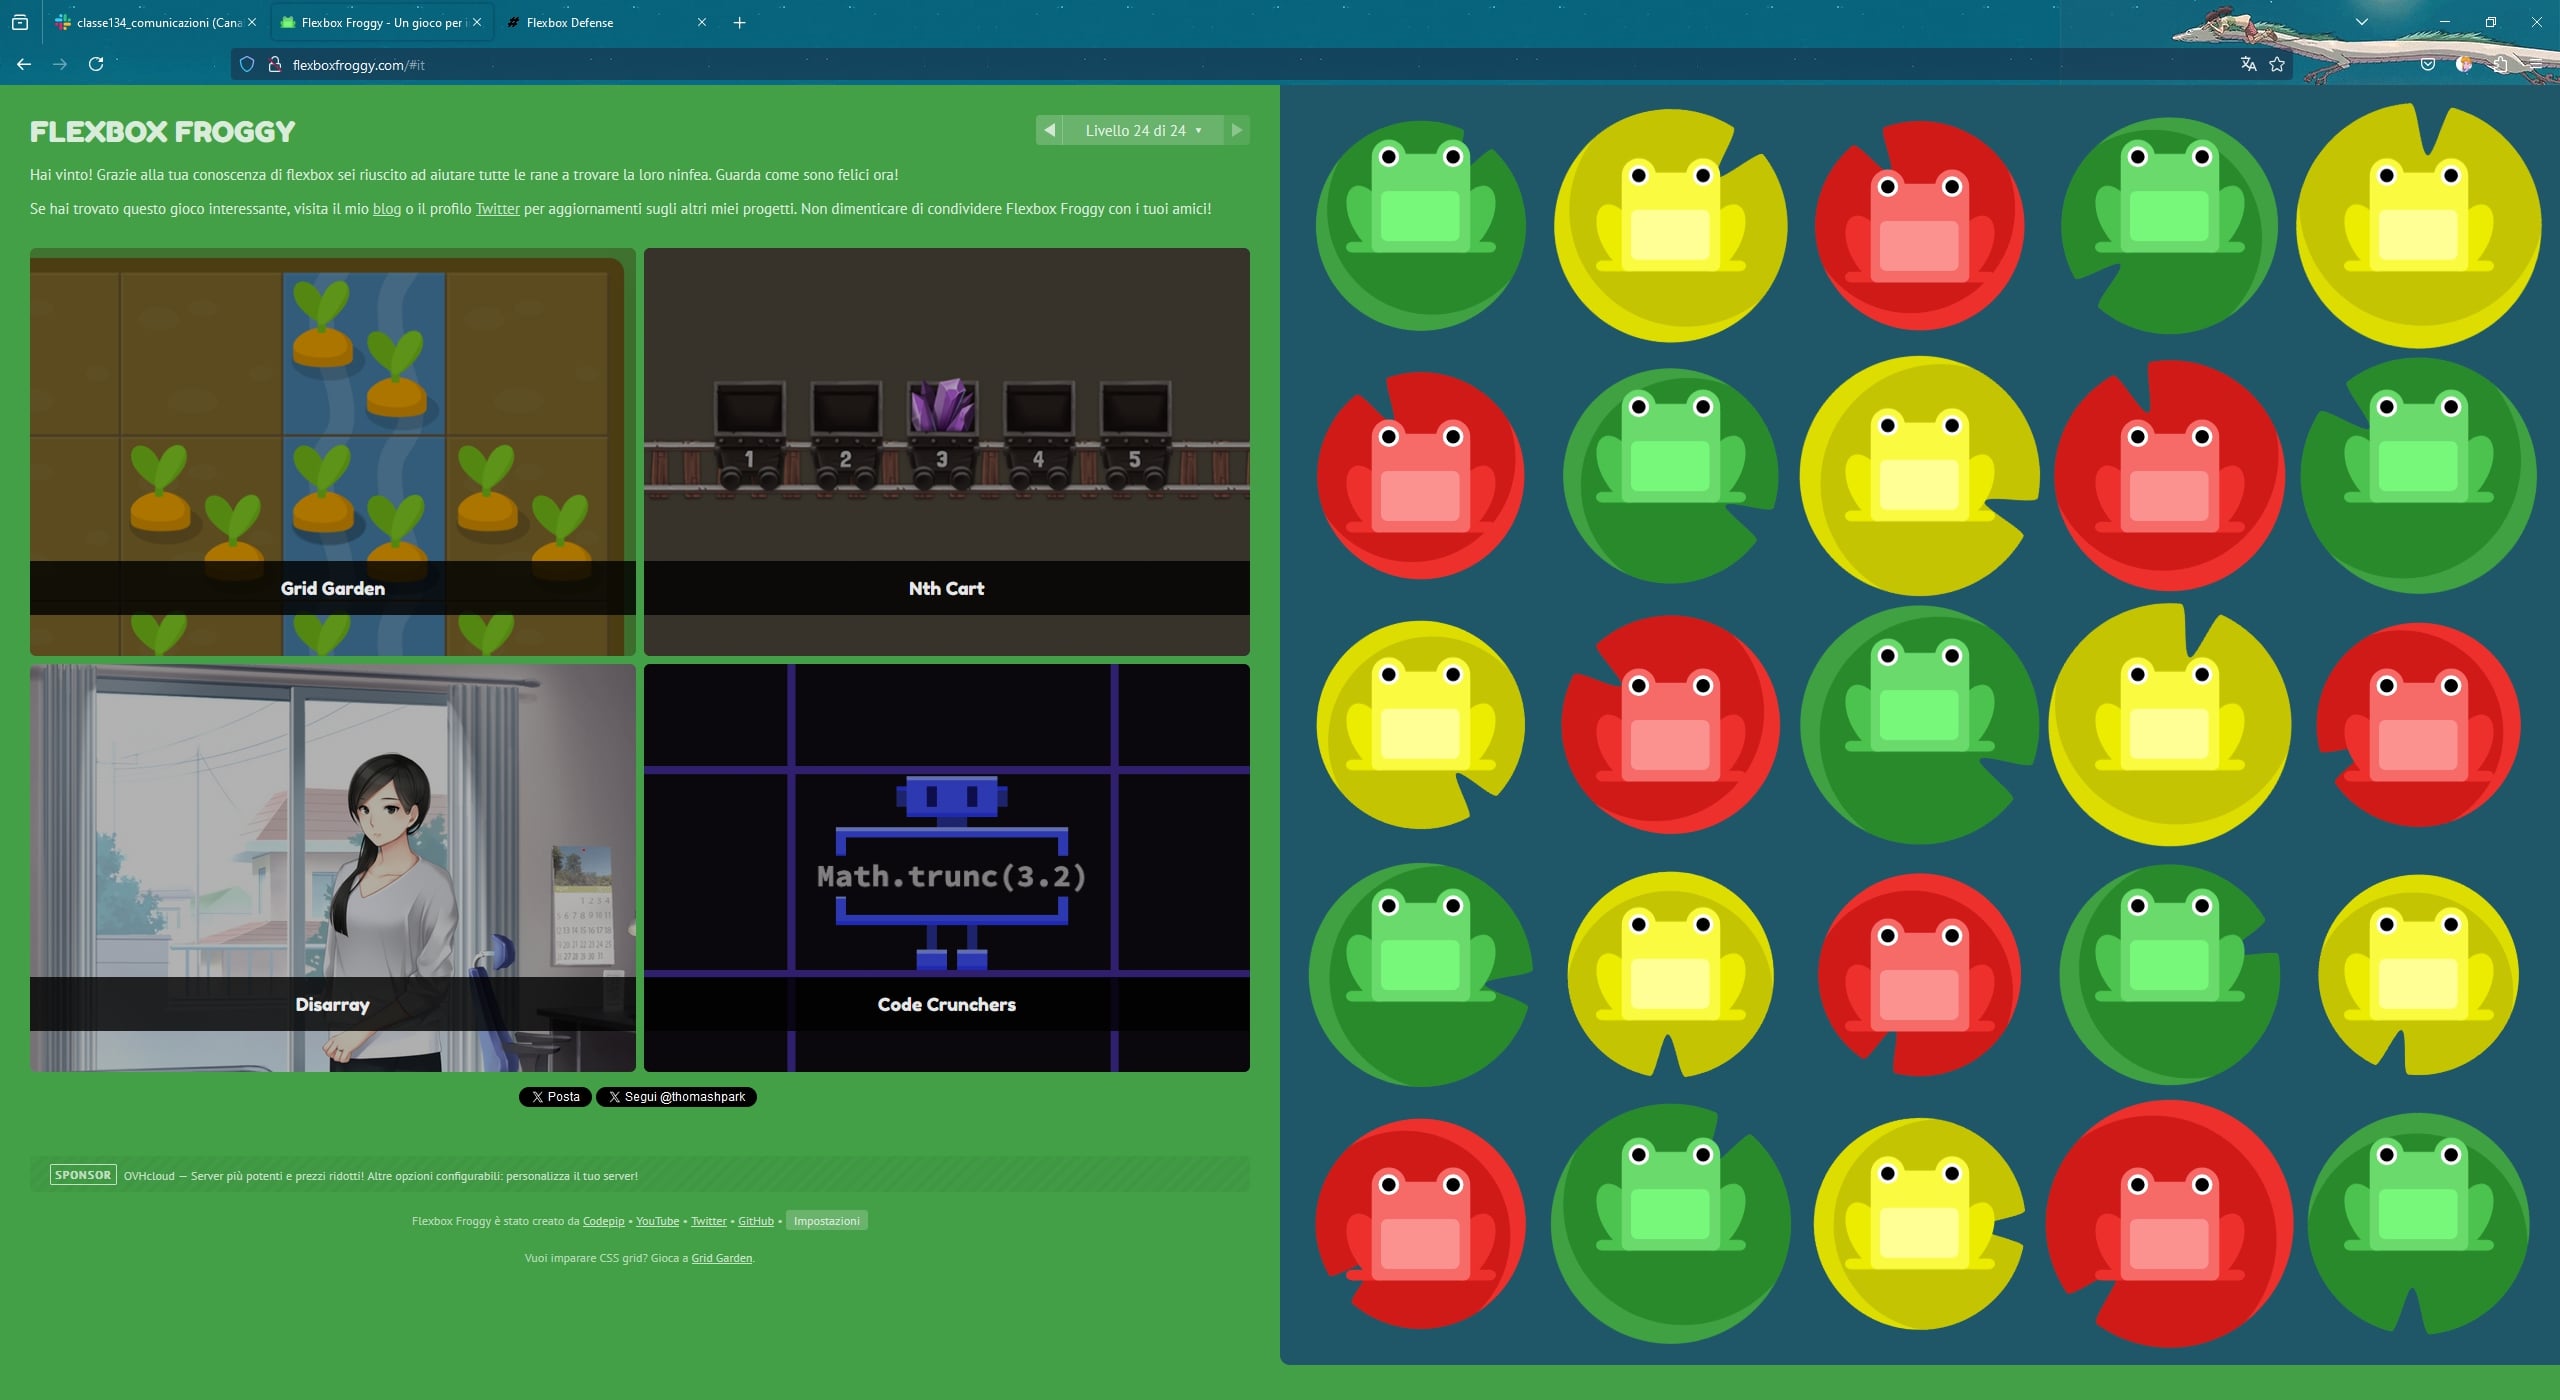 classe134_comunicazioni (Cana
Flexbox Froggy - Un gioco per i
Flexbox Defense
flexboxfroggy.com/#it
FLEXBOX FROGGY
Livello 24 di 24
Hai vinto! Grazie alla tua conoscenza di flexbox sei riuscito ad aiutare tutte le rane a trovare la loro ninfea. Guarda come sono felici ora!
Se hai trovato questo gioco interessante, visita il mio blog o il profilo Twitter per aggiornamenti sugli altri miei progetti. Non dimenticare di condividere Flexbox Froggy con i tuoi amici!
1 2 3 4 5
Grid Garden
Nth Cart
Math.trunc(3.2)
Disarray
Code Crunchers
Posta
Segui @thomashpark
SPONSOR OVHcloud — Server più potenti e prezzi ridotti! Altre opzioni configurabili: personalizza il tuo server!
Flexbox Froggy è stato creato da Codepip • YouTube • Twitter • GitHub • Impostazioni
Vuoi imparare CSS grid? Gioca a Grid Garden.